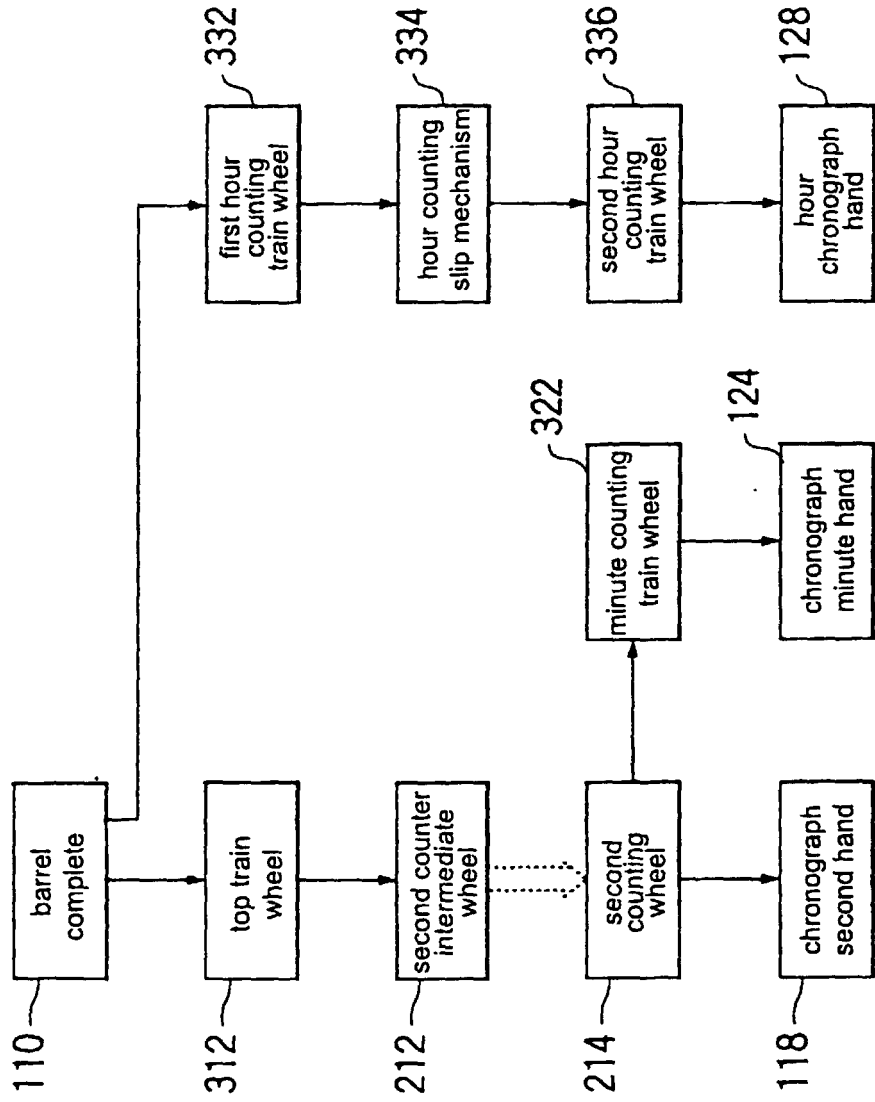 barrel
complete
110
top train
wheel
312
second counter
intermediate
wheel
212
second
counting
wheel
214
chronograph
second hand
118
minute counting
train wheel
322
chronograph
minute hand
124
first hour
counting
train wheel
332
hour counting
slip mechanism
334
second hour
counting
train wheel
336
hour
chronograph
hand
128